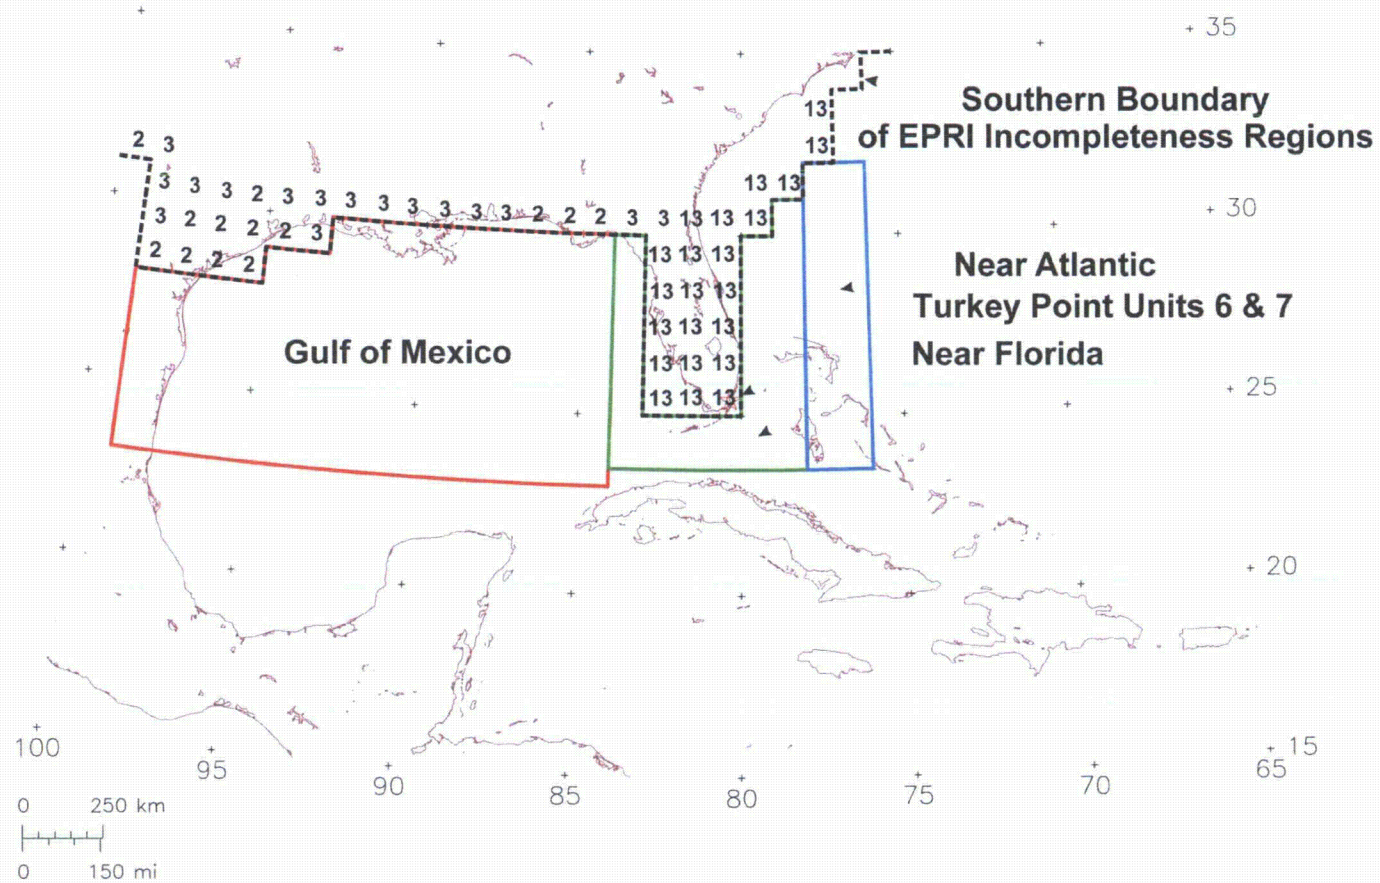 35
Southern Boundary
13
of EPRI Incompleteness Regions
2 3
13
3 3 3 2 3 3 3 3 3 3 3 3 2 2 2 3 3 13 13 13
13 13
30
3 2 2 2 2 3
2 2 2 2
13 13 13
Near Atlantic
13 13 13
Turkey Point Units 6 & 7
13 13 13
Gulf of Mexico
Near Florida
13 13 13
25
13 13 13
20
100
15
95
90
85
80
75
70
65
0 250 km
0 150 mi